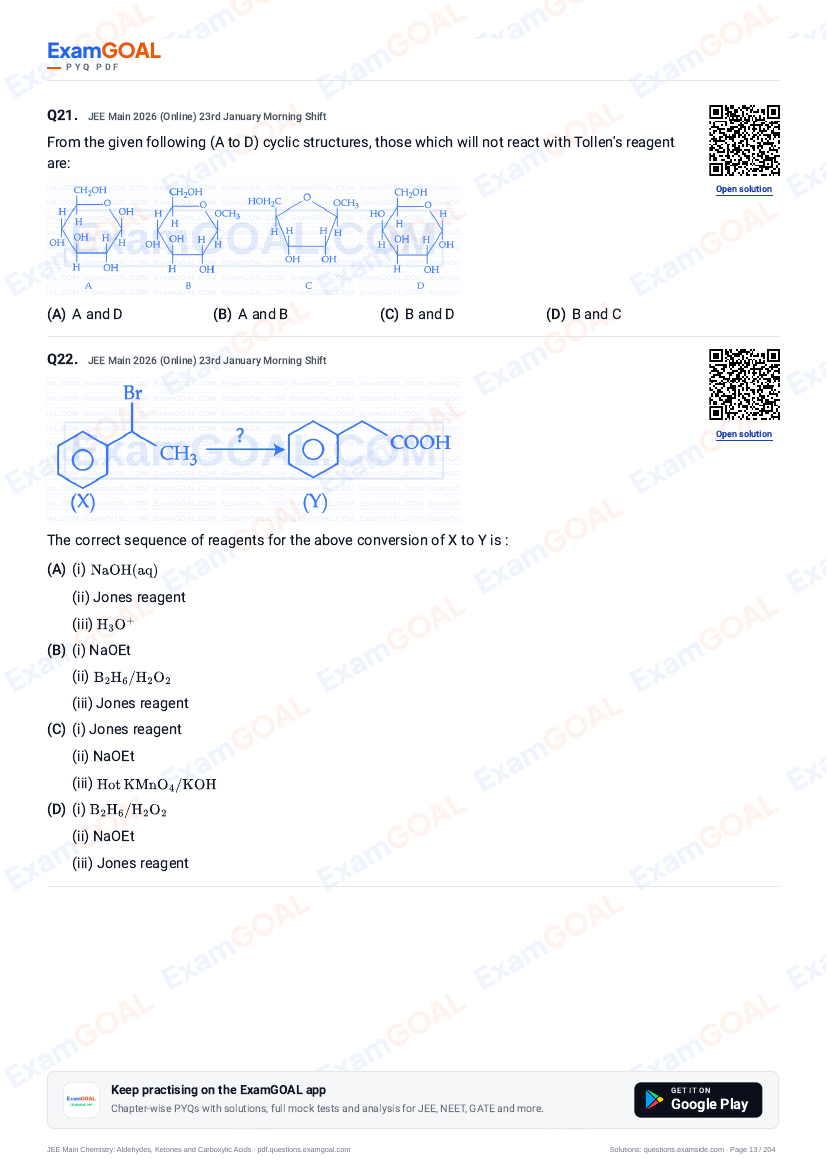 ExamGOAL
PYQ PDF
Q21. JEE Main 2026 (Online) 23rd January Morning Shift
From the given following (A to D) cyclic structures, those which will not react with Tollen's reagent
are:
Open solution
CH₂OH
O
H
OH
H
OH
OH
H
H
H
OH
A
CH₂OH
O
H
OCH₃
H
OH
OH
H
H
H
OH
B
HOH₂C
O
OCH₃
H
H
H
H
OH
OH
C
CH₂OH
O
HO
H
H
OH
H
H
OH
H
OH
D
(A) A and D
(B) A and B
(C) B and D
(D) B and C
Q22. JEE Main 2026 (Online) 23rd January Morning Shift
Open solution
Br
CH₃
?
COOH
(X)
(Y)
The correct sequence of reagents for the above conversion of X to Y is :
(A) (i) NaOH(aq)
(ii) Jones reagent
(iii) H₃O⁺
(B) (i) NaOEt
(ii) B₂H₆/H₂O₂
(iii) Jones reagent
(C) (i) Jones reagent
(ii) NaOEt
(iii) Hot KMnO₄/KOH
(D) (i) B₂H₆/H₂O₂
(ii) NaOEt
(iii) Jones reagent
ExamGOAL
Keep practising on the ExamGOAL app
Chapter-wise PYQs with solutions, full mock tests and analysis for JEE, NEET, GATE and more.
GET IT ON
Google Play
JEE Main Chemistry: Aldehydes, Ketones and Carboxylic Acids · pdf.questions.examgoal.com
Solutions: questions.examside.com · Page 13 / 204